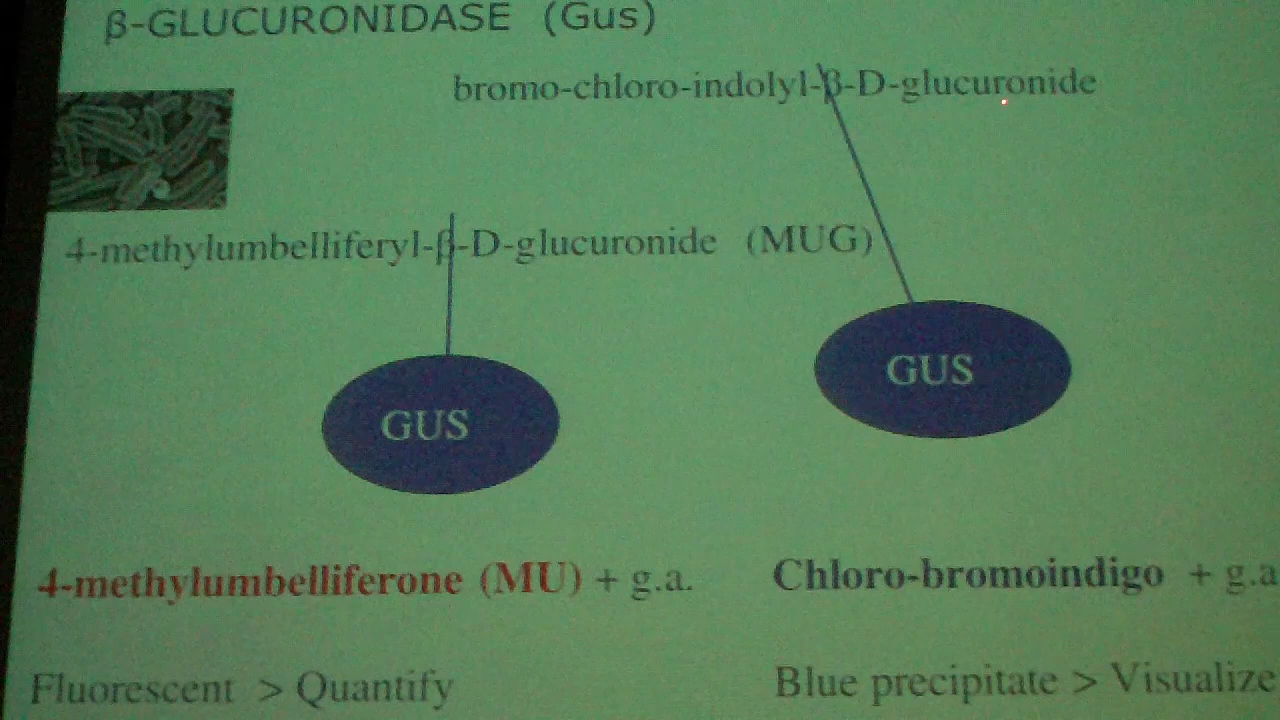 β-GLUCURONIDASE (Gus)
bromo-chloro-indolyl-β-D-glucuronide
4-methylumbelliferyl-β-D-glucuronide (MUG)
GUS
GUS
4-methylumbelliferone (MU) + g.a.
Chloro-bromoindigo + g.a
Fluorescent > Quantify
Blue precipitate > Visualize